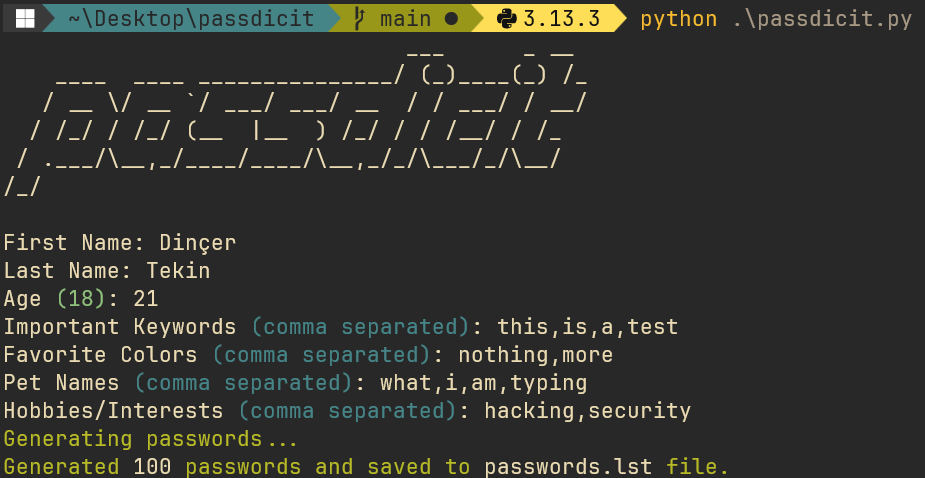 ~\Desktop\passdicit main ● 3.13.3 python .\passdicit.py
                               ___      _ __
    ____  ____ _______________/ (_)____(_) /_
   / __ \/ __ `/ ___/ ___/ __  / / ___/ / __/
  / /_/ / /_/ (__  |__  ) /_/ / / /__/ / /_
 / .___/\__,_/____/____/\__,_/_/\___/_/\__/
/_/
First Name: Dinçer
Last Name: Tekin
Age (18): 21
Important Keywords (comma separated): this,is,a,test
Favorite Colors (comma separated): nothing,more
Pet Names (comma separated): what,i,am,typing
Hobbies/Interests (comma separated): hacking,security
Generating passwords...
Generated 100 passwords and saved to passwords.lst file.